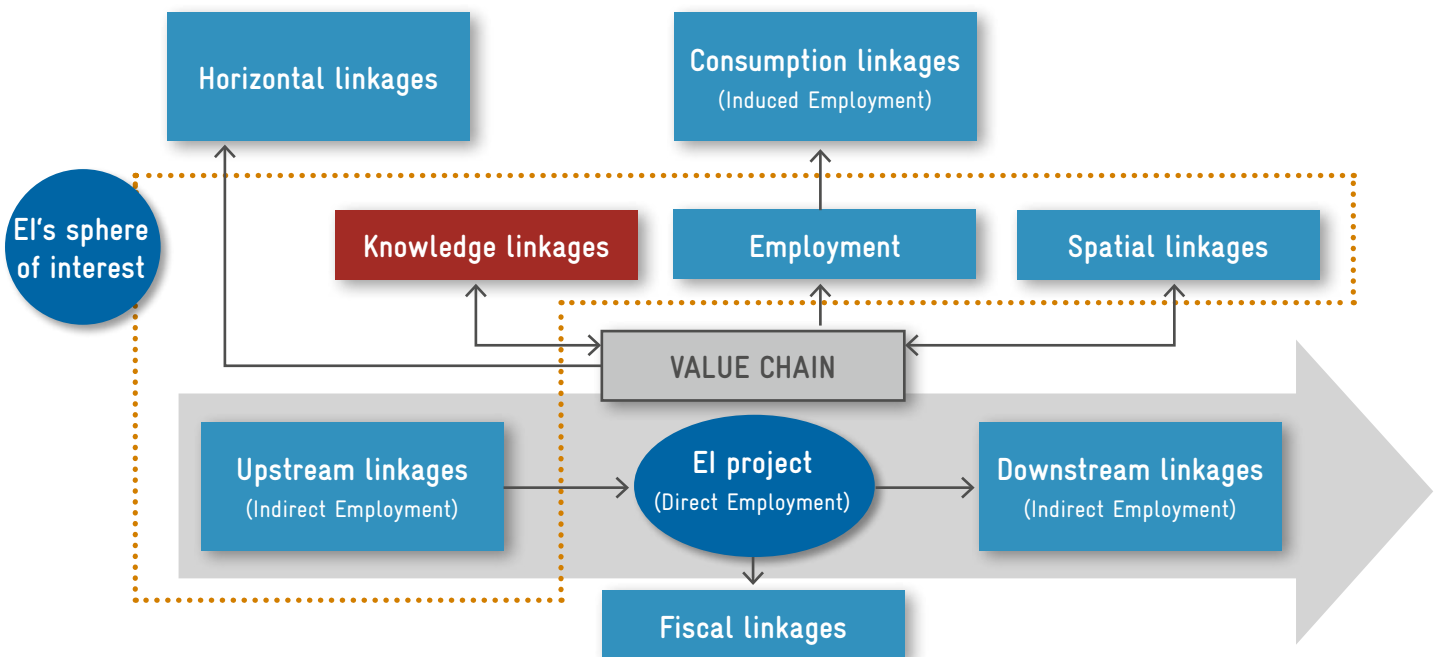 Horizontal linkages
Consumption linkages
(Induced Employment)
EI's sphere
of interest
Knowledge linkages
Employment
Spatial linkages
VALUE CHAIN
Upstream linkages
(Indirect Employment)
EI project
(Direct Employment)
Downstream linkages
(Indirect Employment)
Fiscal linkages